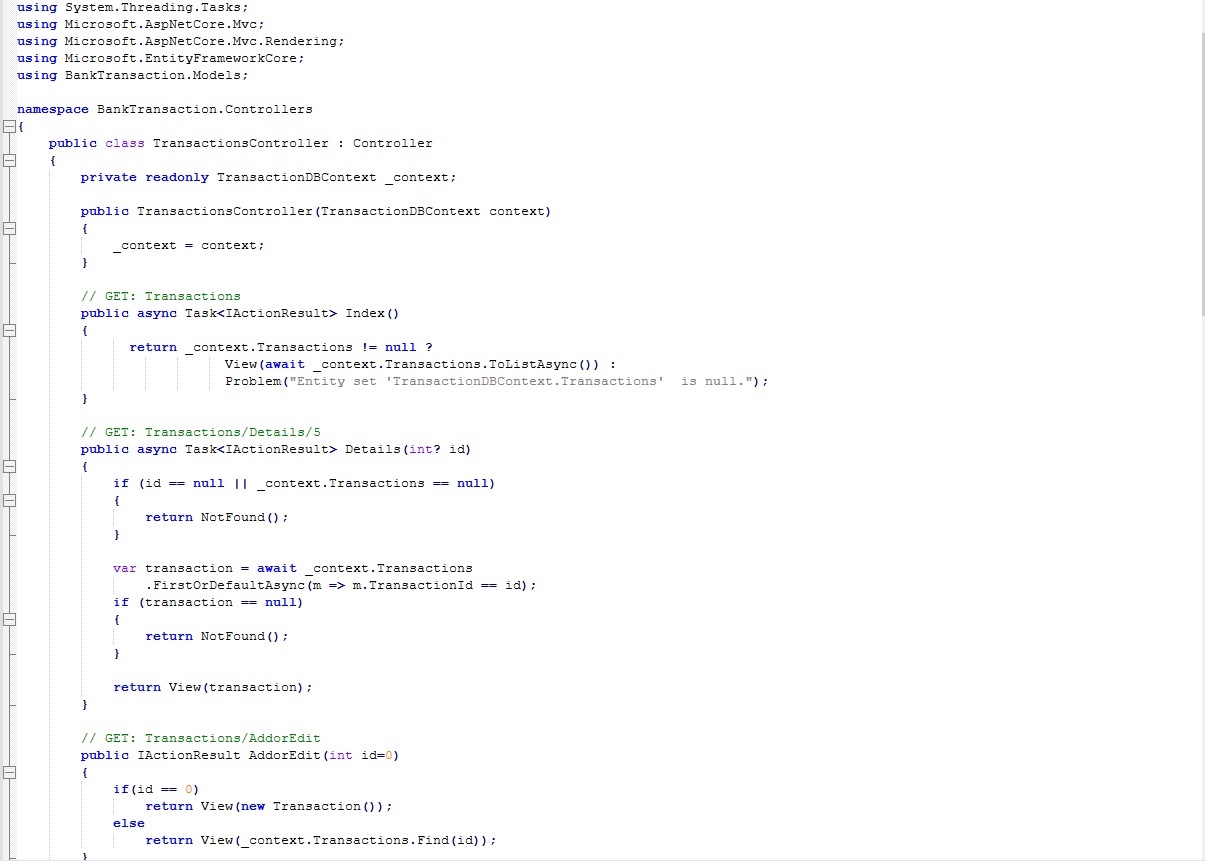 using System.Threading.Tasks;
using Microsoft.AspNetCore.Mvc;
using Microsoft.AspNetCore.Mvc.Rendering;
using Microsoft.EntityFrameworkCore;
using BankTransaction.Models;

namespace BankTransaction.Controllers
{
    public class TransactionsController : Controller
    {
        private readonly TransactionDBContext _context;

        public TransactionsController(TransactionDBContext context)
        {
            _context = context;
        }

        // GET: Transactions
        public async Task<IActionResult> Index()
        {
              return _context.Transactions != null ?
                          View(await _context.Transactions.ToListAsync()) :
                          Problem("Entity set 'TransactionDBContext.Transactions'  is null.");
        }

        // GET: Transactions/Details/5
        public async Task<IActionResult> Details(int? id)
        {
            if (id == null || _context.Transactions == null)
            {
                return NotFound();
            }

            var transaction = await _context.Transactions
                .FirstOrDefaultAsync(m => m.TransactionId == id);
            if (transaction == null)
            {
                return NotFound();
            }

            return View(transaction);
        }

        // GET: Transactions/AddorEdit
        public IActionResult AddorEdit(int id=0)
        {
            if(id == 0)
                return View(new Transaction());
            else
                return View(_context.Transactions.Find(id));
        }